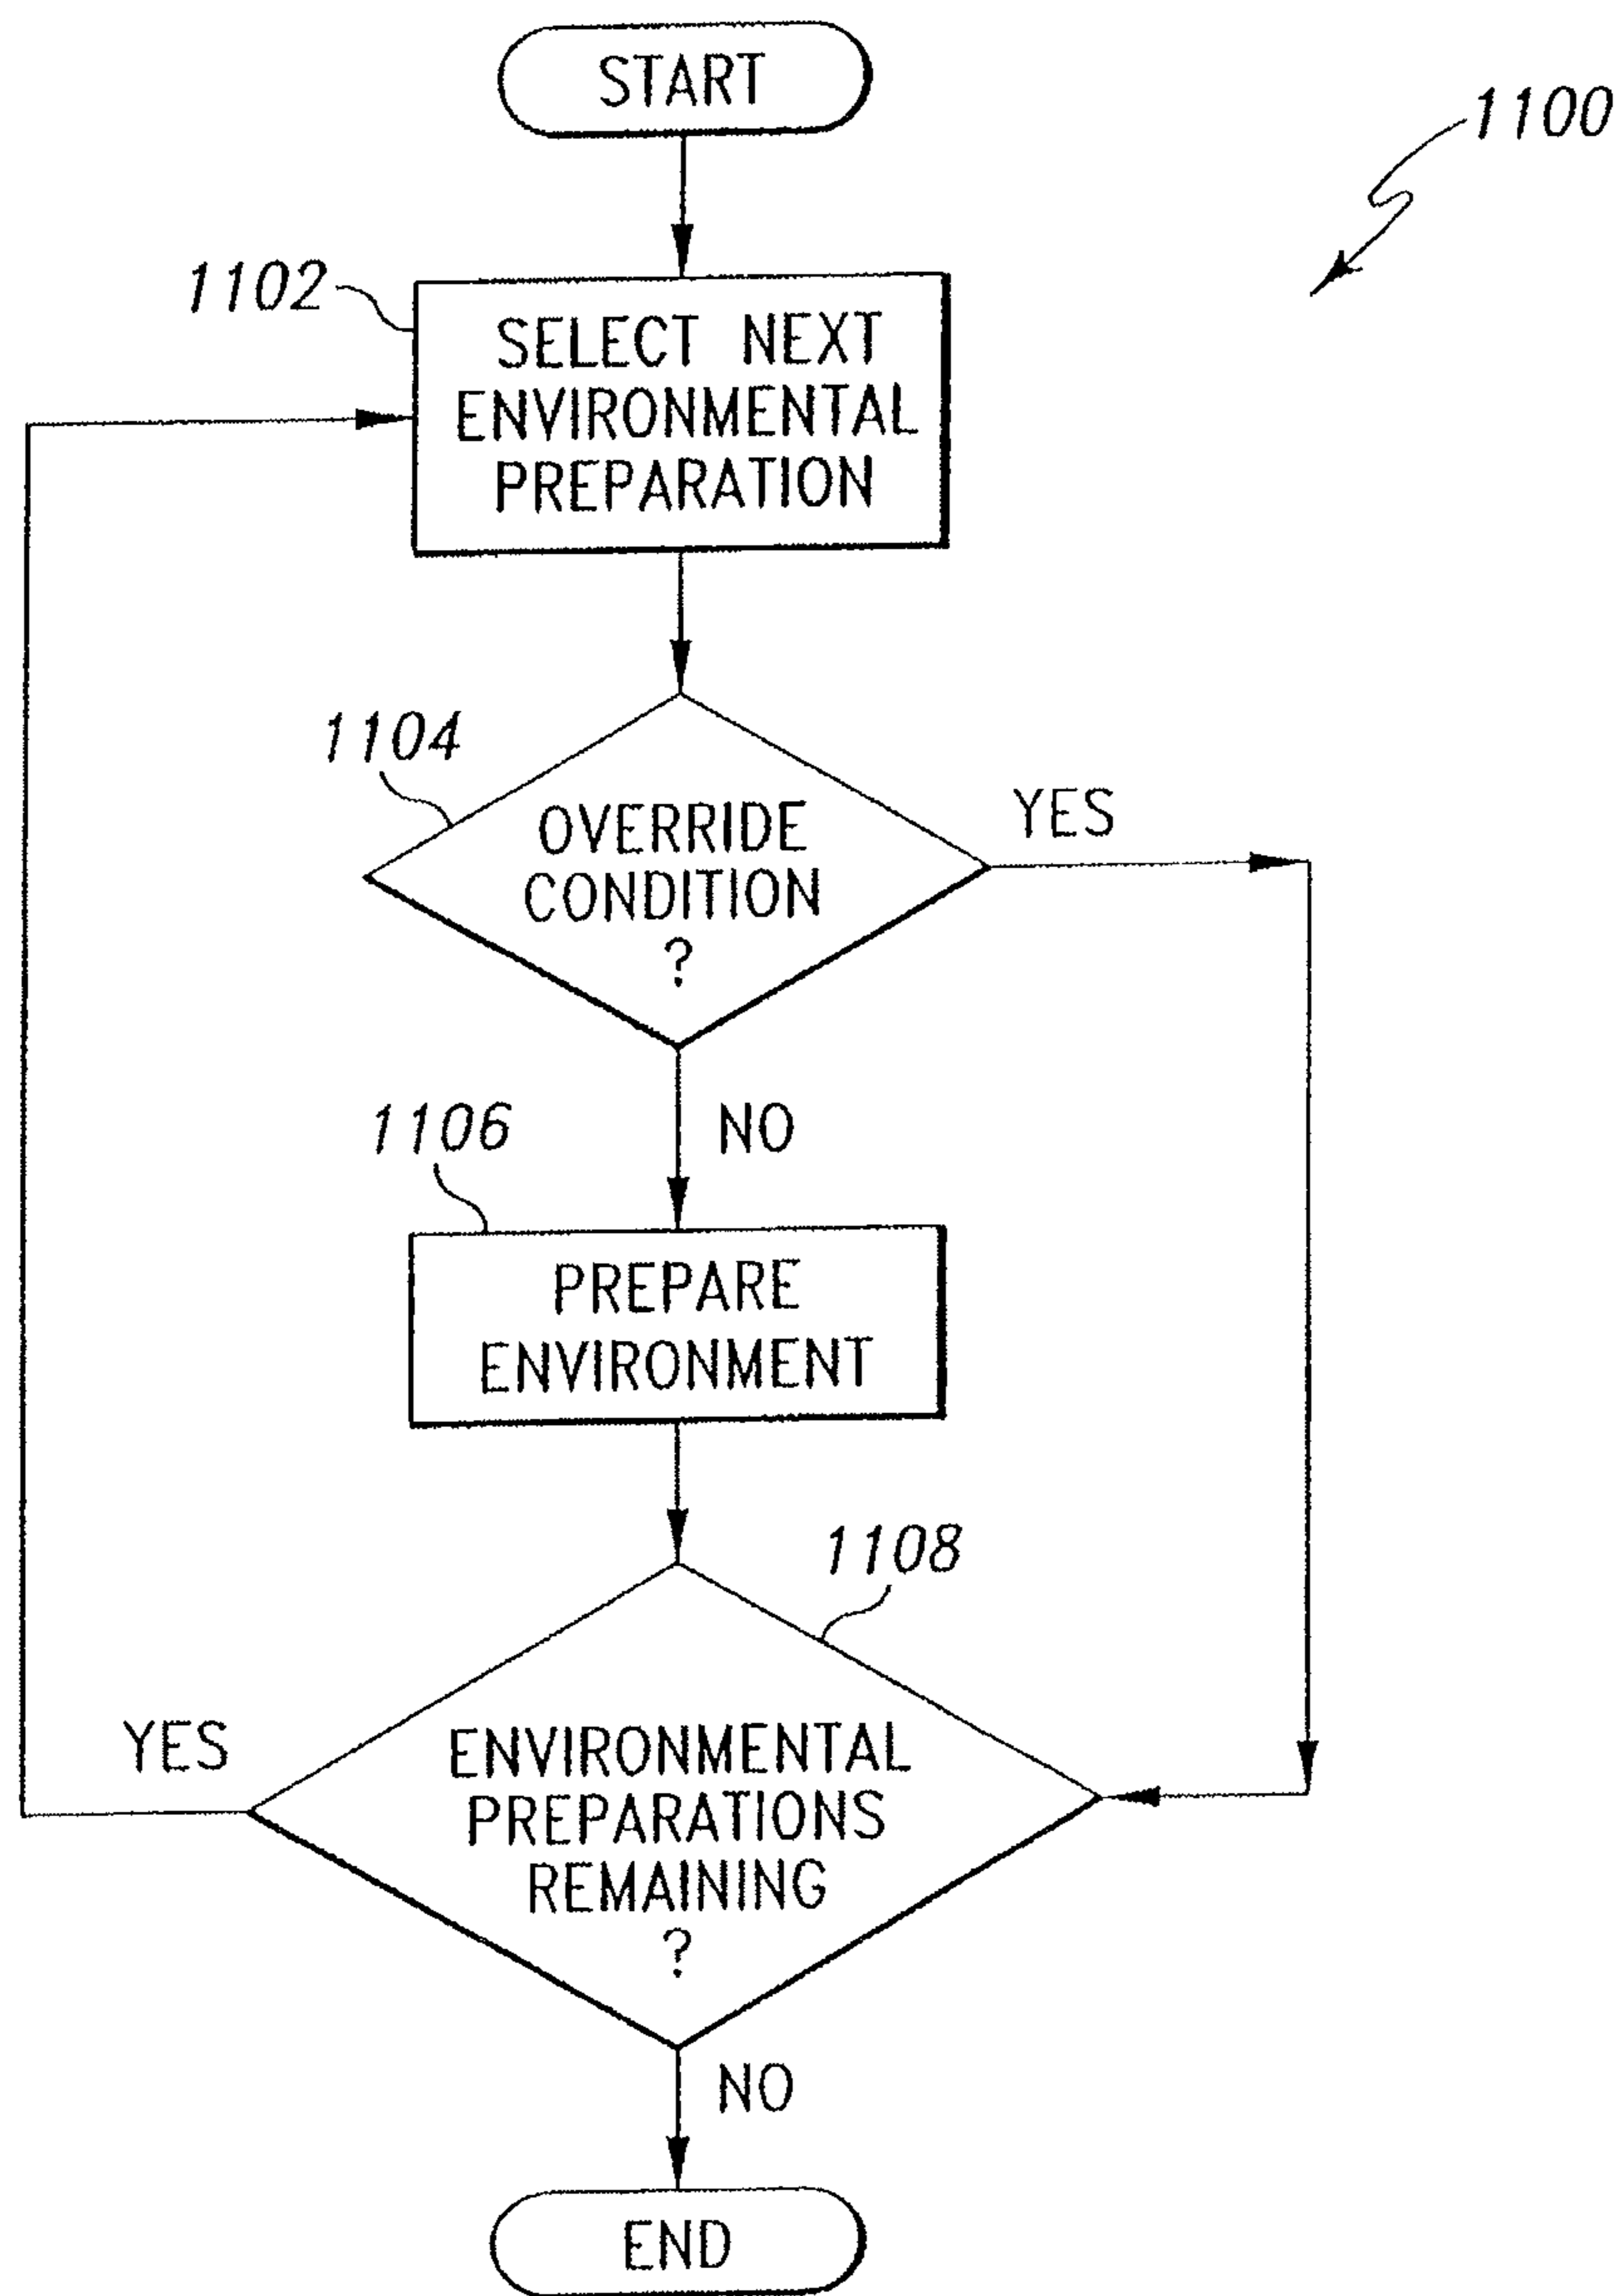 START
1100
1102
SELECT NEXT
ENVIRONMENTAL
PREPARATION
1104
OVERRIDE
CONDITION
?
YES
1106
NO
PREPARE
ENVIRONMENT
1108
YES
ENVIRONMENTAL
PREPARATIONS
REMAINING
?
NO
END